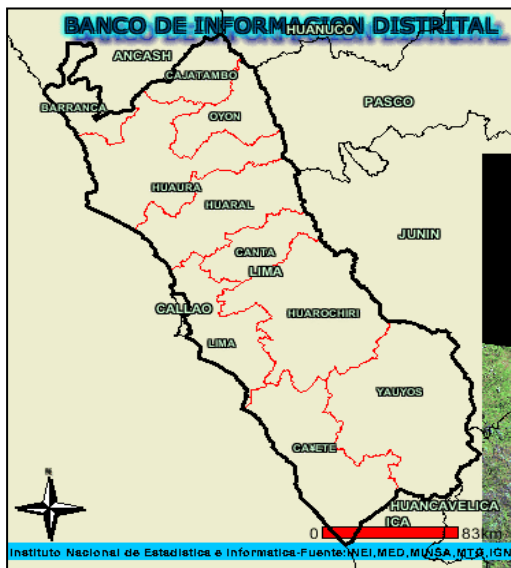 BANCO DE INFORMACION DISTRITAL
HUANUCO
ANCASH
CAJATAMBO
BARRANCA
PASCO
OYON
HUAURA
HUARAL
JUNIN
CANTA
LIMA
CALLAO
HUAROCHIRI
LIMA
YAUYOS
CAÑETE
N
HUANCAVELICA
ICA
0 83km
Instituto Nacional de Estadistica e Informatica-Fuente:INEI,MED,MINSA,MTC,IGN